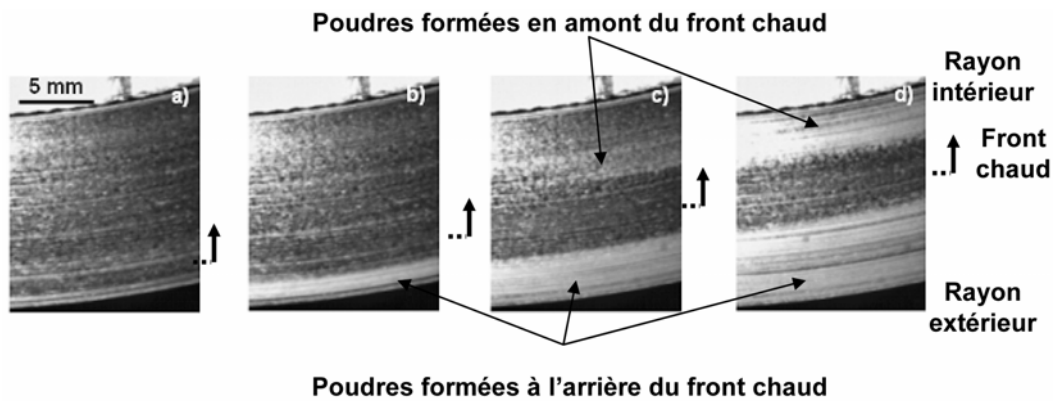 Poudres formées en amont du front chaud
5 mm
a)
b)
c)
d)
Rayon
intérieur
Front
chaud
Rayon
extérieur
Poudres formées à l'arrière du front chaud